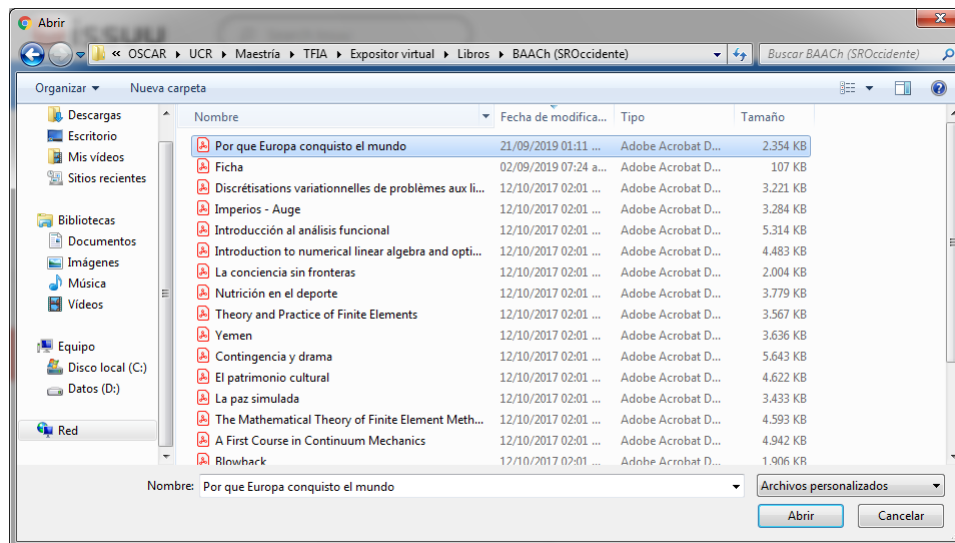 Abrir
issuu
« OSCAR ▸ UCR ▸ Maestría ▸ TFIA ▸ Expositor virtual ▸ Libros ▸ BAACh (SROccidente)
Buscar BAACh (SROccidente)
Organizar Nueva carpeta
Descargas
Escritorio
Mis vídeos
Sitios recientes
Bibliotecas
Documentos
Imágenes
Música
Vídeos
Equipo
Disco local (C:)
Datos (D:)
Red
Nombre Fecha de modifica... Tipo Tamaño
Por que Europa conquisto el mundo 21/09/2019 01:11 ... Adobe Acrobat D... 2.354 KB
Ficha 02/09/2019 07:24 a... Adobe Acrobat D... 107 KB
Discrétisations variationnelles de problèmes aux li... 12/10/2017 02:01 ... Adobe Acrobat D... 3.221 KB
Imperios - Auge 12/10/2017 02:01 ... Adobe Acrobat D... 3.284 KB
Introducción al análisis funcional 12/10/2017 02:01 ... Adobe Acrobat D... 5.314 KB
Introduction to numerical linear algebra and opti... 12/10/2017 02:01 ... Adobe Acrobat D... 4.483 KB
La conciencia sin fronteras 12/10/2017 02:01 ... Adobe Acrobat D... 2.004 KB
Nutrición en el deporte 12/10/2017 02:01 ... Adobe Acrobat D... 3.779 KB
Theory and Practice of Finite Elements 12/10/2017 02:01 ... Adobe Acrobat D... 3.567 KB
Yemen 12/10/2017 02:01 ... Adobe Acrobat D... 3.636 KB
Contingencia y drama 12/10/2017 02:01 ... Adobe Acrobat D... 5.643 KB
El patrimonio cultural 12/10/2017 02:01 ... Adobe Acrobat D... 4.622 KB
La paz simulada 12/10/2017 02:01 ... Adobe Acrobat D... 3.433 KB
The Mathematical Theory of Finite Element Meth... 12/10/2017 02:01 ... Adobe Acrobat D... 4.593 KB
A First Course in Continuum Mechanics 12/10/2017 02:01 ... Adobe Acrobat D... 4.942 KB
Blowback 12/10/2017 02:01 ... Adobe Acrobat D... 1.906 KB
Nombre: Por que Europa conquisto el mundo
Archivos personalizados
Abrir Cancelar